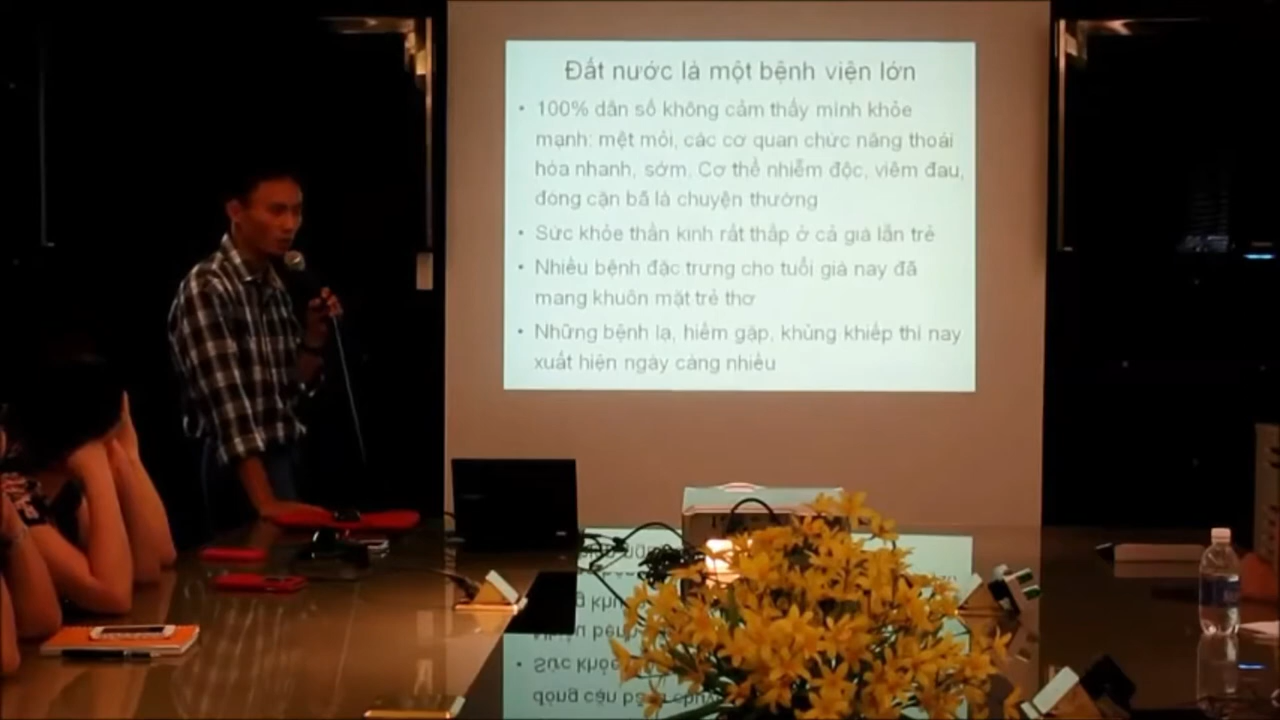 Đất nước là một bệnh viện lớn
• 100% dân số không cảm thấy mình khỏe
mạnh: mệt mỏi, các cơ quan chức năng thoái
hóa nhanh, sớm. Cơ thể nhiễm độc, viêm đau,
đóng cặn bã là chuyện thường
• Sức khỏe thần kinh rất thấp ở cả già lẫn trẻ
• Nhiều bệnh đặc trưng cho tuổi già nay đã
mang khuôn mặt trẻ thơ
• Những bệnh lạ, hiếm gặp, khủng khiếp thì nay
xuất hiện ngày càng nhiều